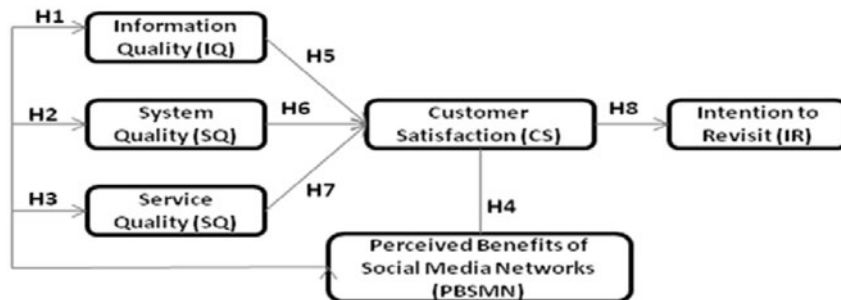 H1
Information
Quality (IQ)
H5
H2
System
Quality (SQ)
H6
Customer
Satisfaction (CS)
H8
Intention to
Revisit (IR)
H3
Service
Quality (SQ)
H7
H4
Perceived Benefits of
Social Media Networks
(PBSMN)